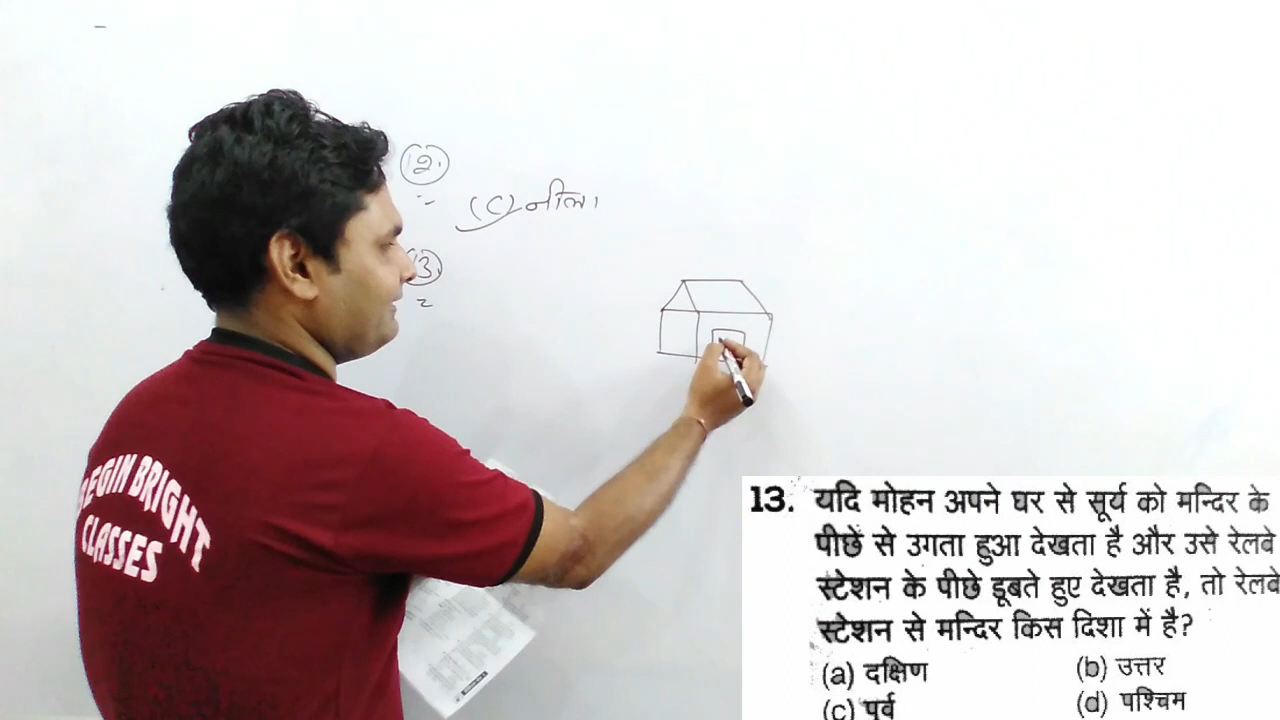 12.
(C) नीला
13.
BEGIN BRIGHT
CLASSES
13. यदि मोहन अपने घर से सूर्य को मन्दिर के
पीछे से उगता हुआ देखता है और उसे रेलवे
स्टेशन के पीछे डूबते हुए देखता है, तो रेलवे
स्टेशन से मन्दिर किस दिशा में है?
(a) दक्षिण (b) उत्तर
(c) पूर्व (d) पश्चिम